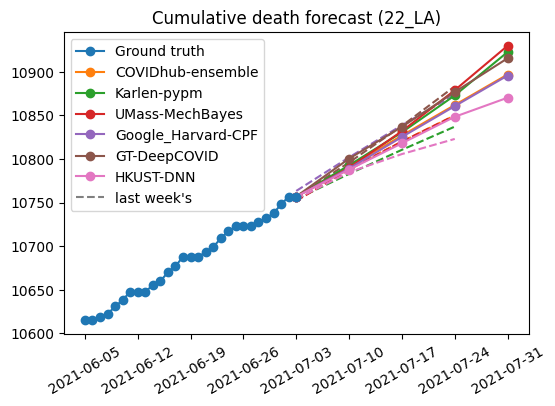 Cumulative death forecast (22_LA)
Ground truth
COVIDhub-ensemble
Karlen-pypm
UMass-MechBayes
Google_Harvard-CPF
GT-DeepCOVID
HKUST-DNN
last week's
10900
10850
10800
10750
10700
10650
10600
2021-06-05
2021-06-12
2021-06-19
2021-06-26
2021-07-03
2021-07-10
2021-07-17
2021-07-24
2021-07-31